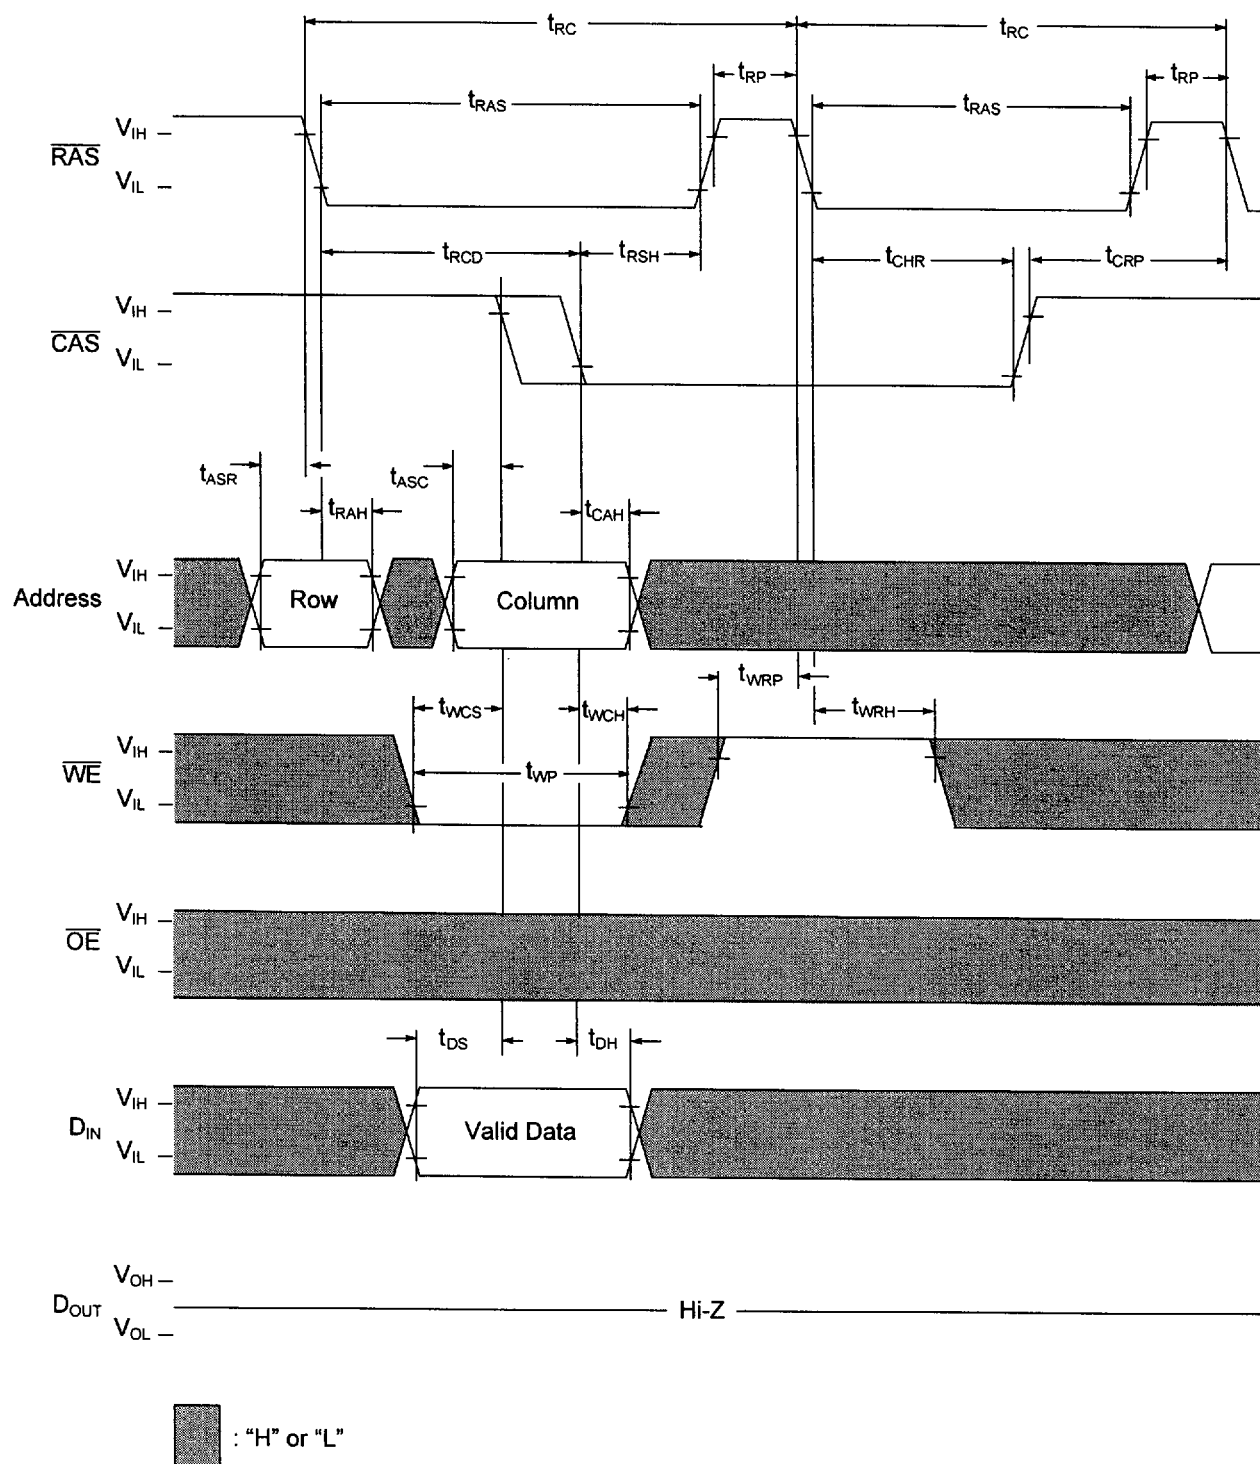 tRC tRC
tRP tRP
tRAS tRAS
VIH
RAS
VIL
tRCD tRSH tCHR tCRP
VIH
CAS
VIL
tASR tASC
tRAH tCAH
VIH
Address Row Column
VIL
tWRP
tWCS tWCH tWRH
VIH
WE tWP
VIL
VIH
OE
VIL
tDS tDH
VIH
DIN Valid Data
VIL
VOH
DOUT Hi-Z
VOL
: “H” or “L”